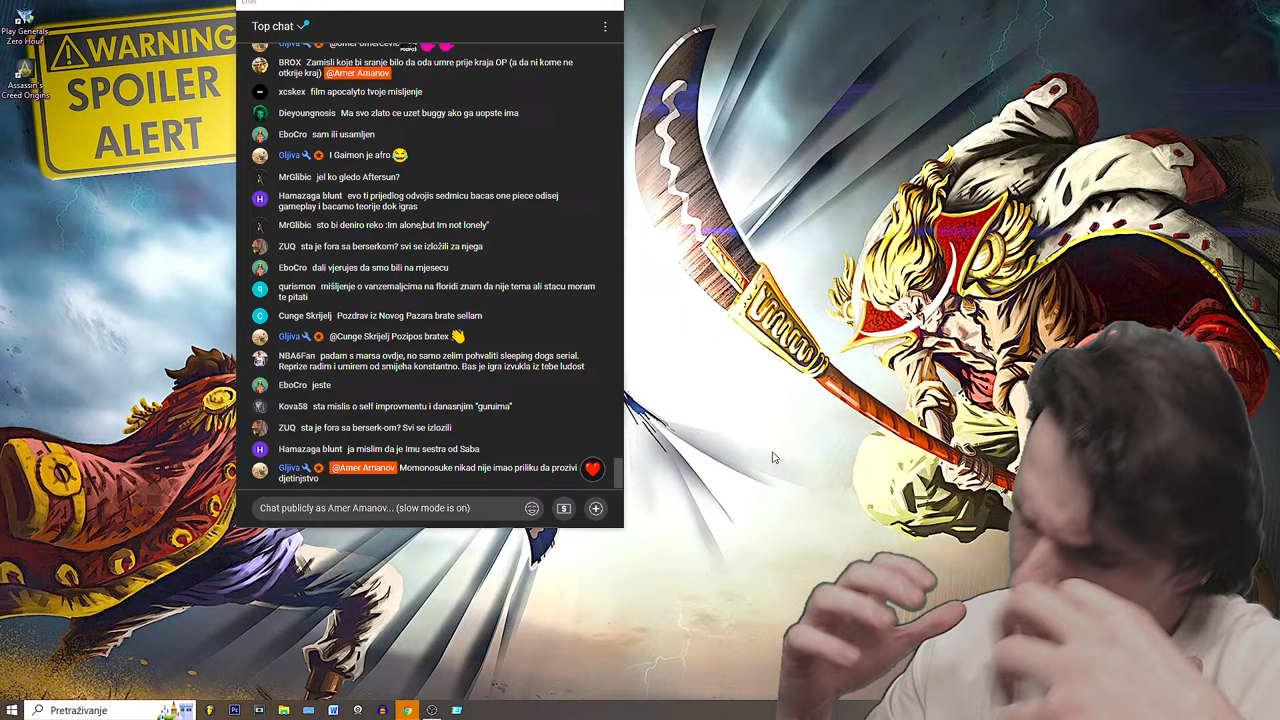 Chat
Play Generals
Zero Hour
Assassin's
Creed Origins
WARNING
SPOILER
ALERT
Top chat
Gljiva @Omer Omercevic
BROX Zamisli koje bi sranje bilo da oda umre prije kraja OP (a da ni kome ne
otkrije kraj) @Amer Amanov
xcskex film apocalyto tvoje misljenje
Dieyoungnosis Ma svo zlato ce uzet buggy ako ga uopste ima
EboCro sam ili usamljen
Gljiva I Gaimon je afro
MrGlibic jel ko gledo Aftersun?
H
Hamazaga blunt evo ti prijedlog odvojis sedmicu bacas one piece odisej
gameplay i bacamo teorije dok igras
MrGlibic sto bi deniro reko :Im alone,but Im not lonely"
ZUQ sta je fora sa berserkom? svi se izložili za njega
EboCro dali vjerujes da smo bili na mjesecu
q
qurismon mišljenje o vanzemaljcima na floridi znam da nije tema ali stacu moram
te pitati
C
Cunge Skrijelj Pozdrav iz Novog Pazara brate sellam
Gljiva @Cunge Skrijelj Pozipos bratex
NBA6Fan padam s marsa ovdje, no samo zelim pohvaliti sleeping dogs serial.
Reprize radim i umirem od smijeha konstantno. Bas je igra izvukla iz tebe ludost
EboCro jeste
Kova58 sta mislis o self improvmentu i danasnjim "guruima"
ZUQ sta je fora sa berserk-om? Svi se izlozili
H
Hamazaga blunt ja mislim da je Imu sestra od Saba
Gljiva @Amer Amanov Momonosuke nikad nije imao priliku da prozivi
djetinjstvo
Chat publicly as Amer Amanov... (slow mode is on)
Pretraživanje